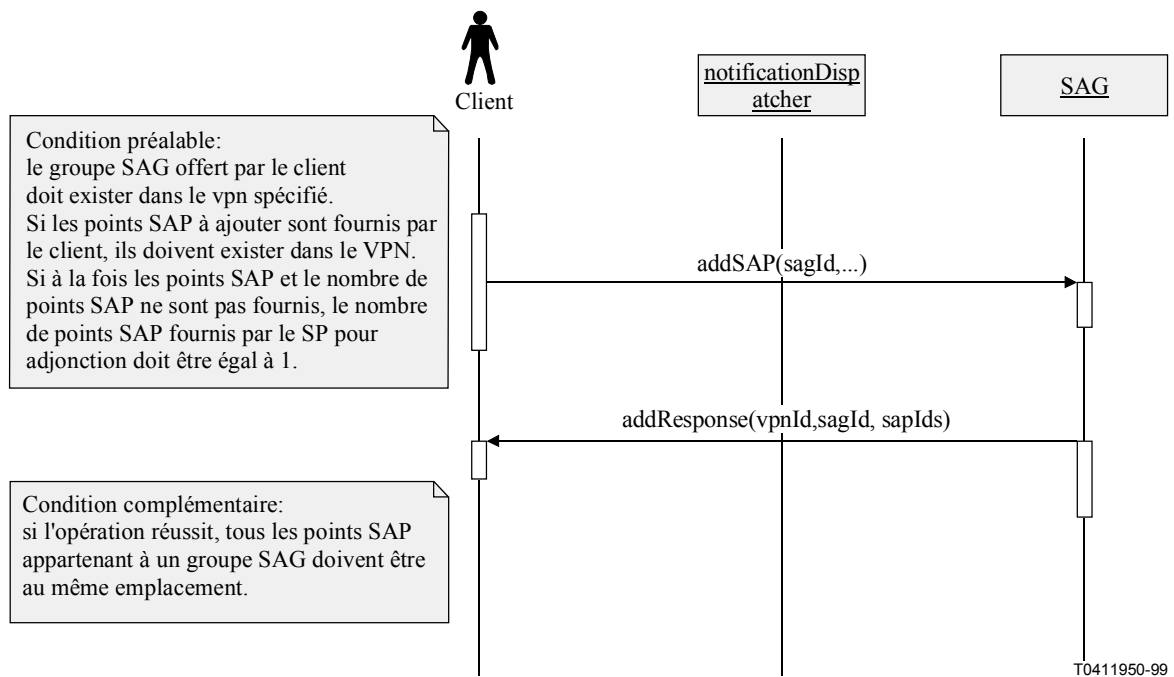 Client
notificationDisp
atcher
SAG
Condition préalable:
le groupe SAG offert par le client
doit exister dans le vpn spécifié.
Si les points SAP à ajouter sont fournis par
le client, ils doivent exister dans le VPN.
Si à la fois les points SAP et le nombre de
points SAP ne sont pas fournis, le nombre
de points SAP fournis par le SP pour
adjonction doit être égal à 1.
addSAP(sagId,...)
addResponse(vpnId,sagId, sapIds)
Condition complémentaire:
si l'opération réussit, tous les points SAP
appartenant à un groupe SAG doivent être
au même emplacement.
T0411950-99